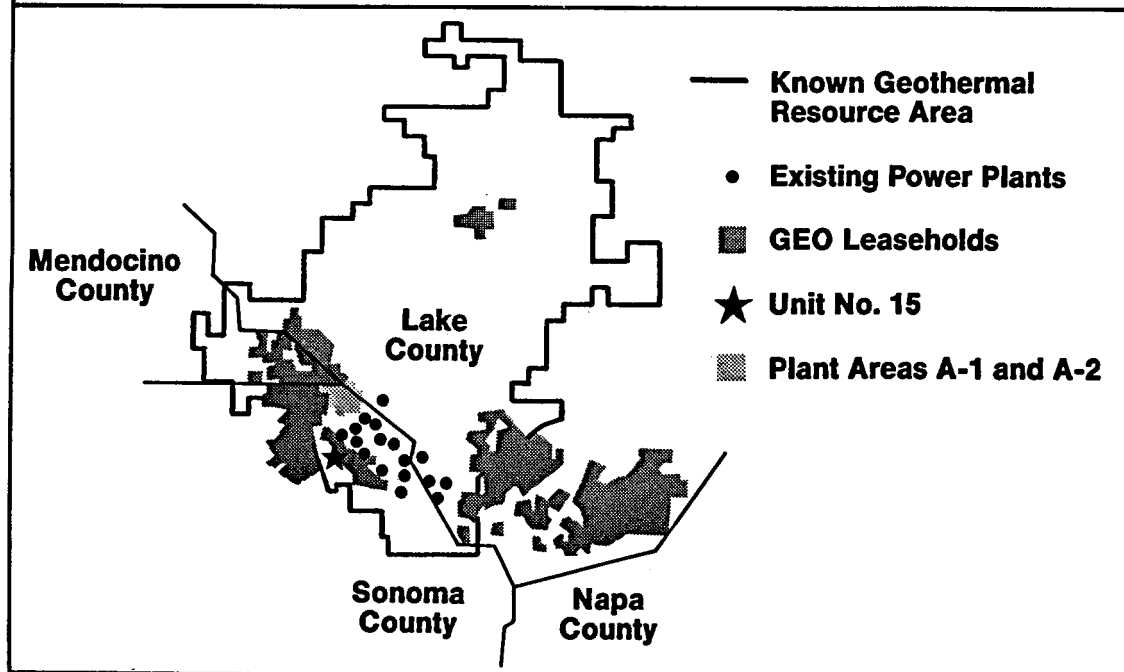 Known Geothermal
Resource Area
Existing Power Plants
GEO Leaseholds
Unit No. 15
Plant Areas A-1 and A-2
Mendocino
County
Lake
County
Sonoma
County
Napa
County